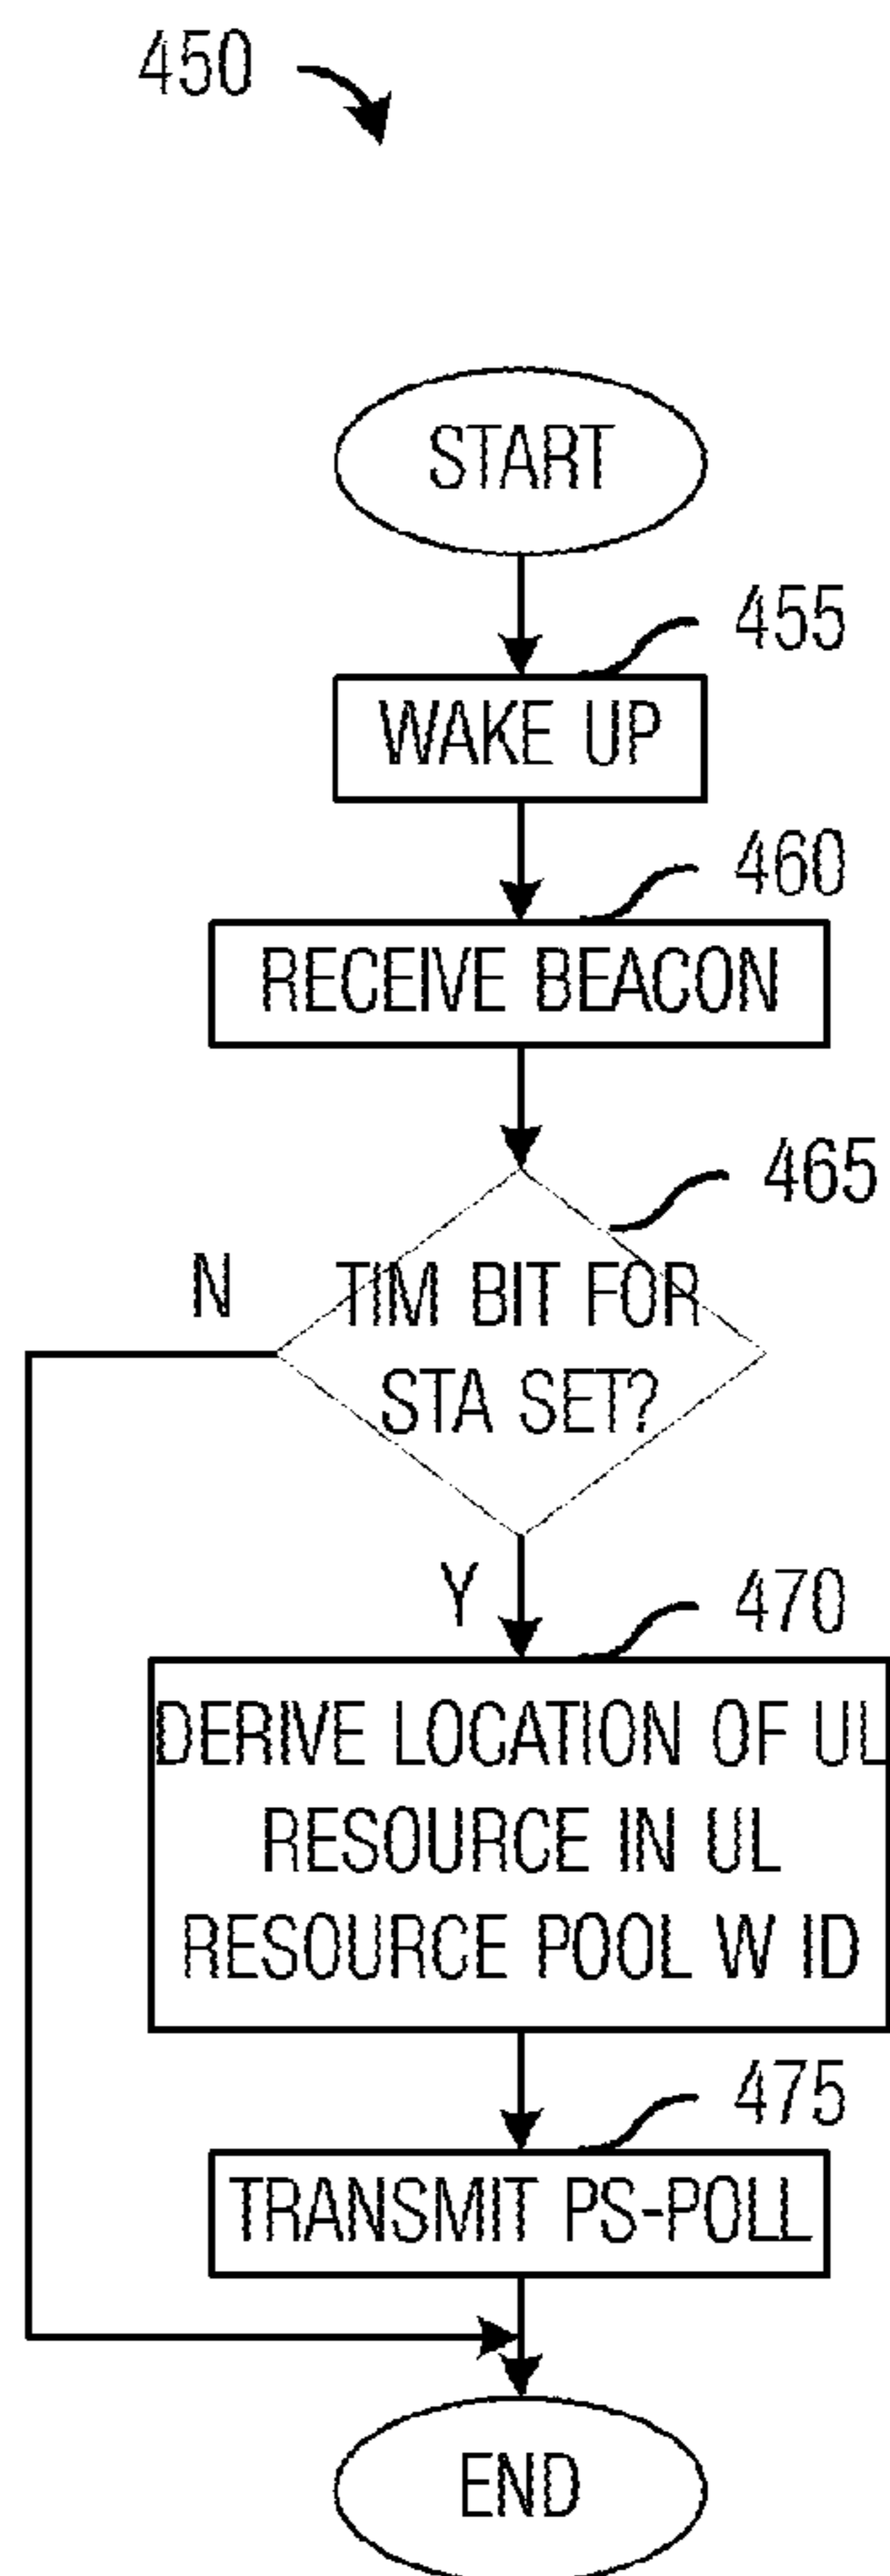 450
START
455
WAKE UP
460
RECEIVE BEACON
465
N
TIM BIT FOR
STA SET?
Y
470
DERIVE LOCATION OF UL
RESOURCE IN UL
RESOURCE POOL W ID
475
TRANSMIT PS-POLL
END